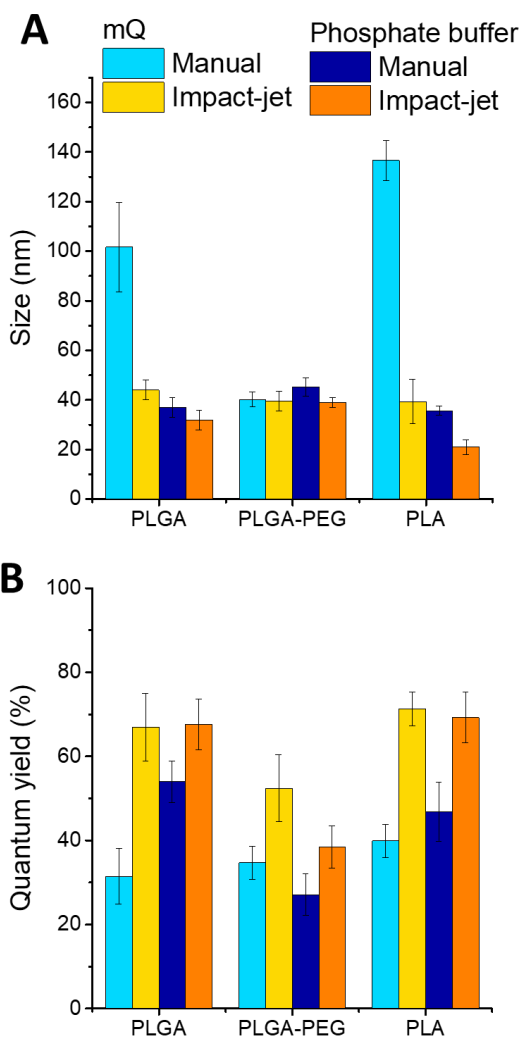 A
mQ
Manual
Impact-jet
Phosphate buffer
Manual
Impact-jet
Size (nm)
160
140
120
100
80
60
40
20
0
PLGA PLGA-PEG PLA
B
Quantum yield (%)
100
80
60
40
20
0
PLGA PLGA-PEG PLA